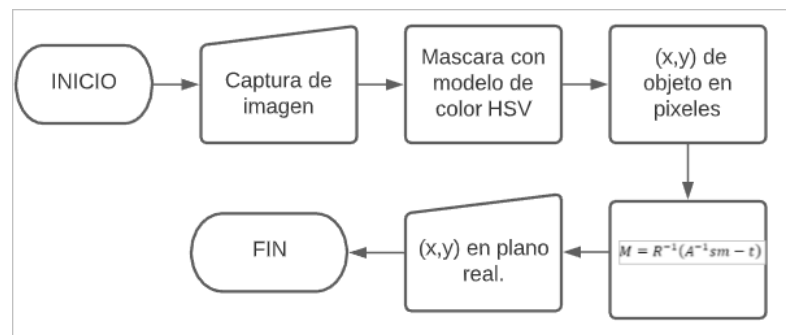 INICIO
Captura de
imagen
Mascara con
modelo de
color HSV
(x,y) de
objeto en
pixeles
M = R⁻¹(A⁻¹sm − t)
(x,y) en plano
real.
FIN